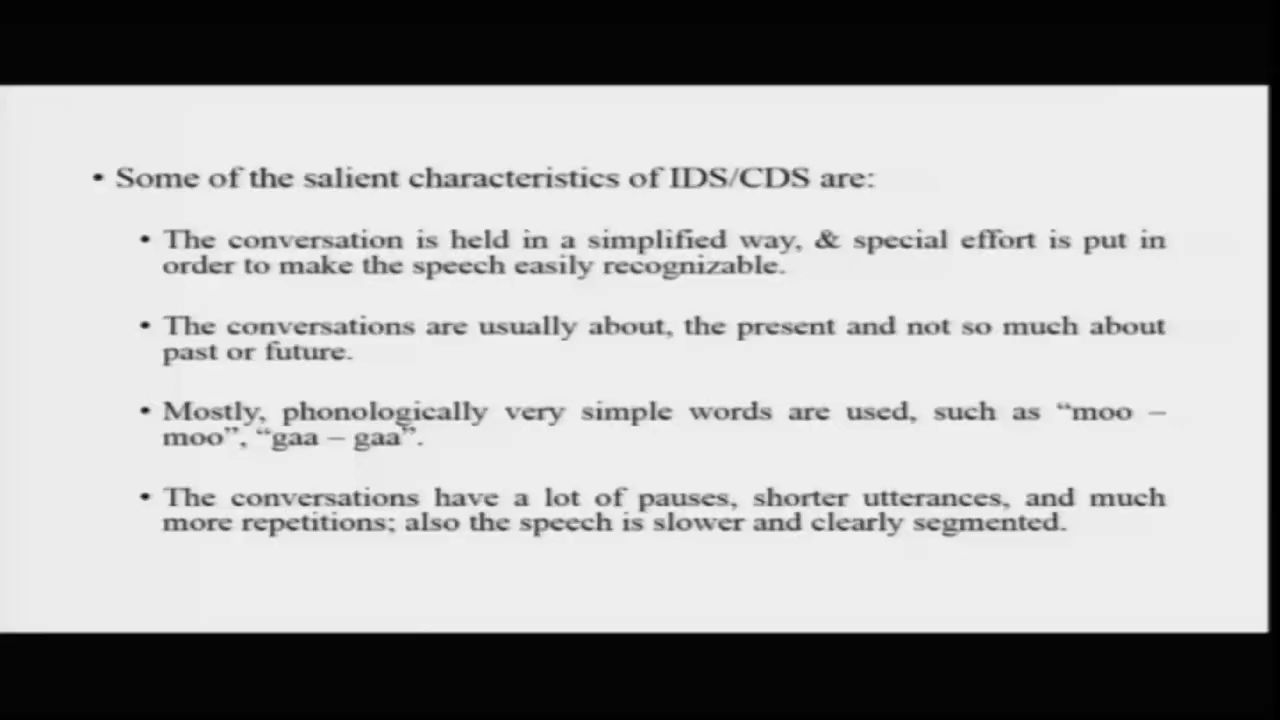 • Some of the salient characteristics of IDS/CDS are:
• The conversation is held in a simplified way, & special effort is put in
order to make the speech easily recognizable.
• The conversations are usually about, the present and not so much about
past or future.
• Mostly, phonologically very simple words are used, such as “moo –
moo”, “gaa – gaa”.
• The conversations have a lot of pauses, shorter utterances, and much
more repetitions; also the speech is slower and clearly segmented.